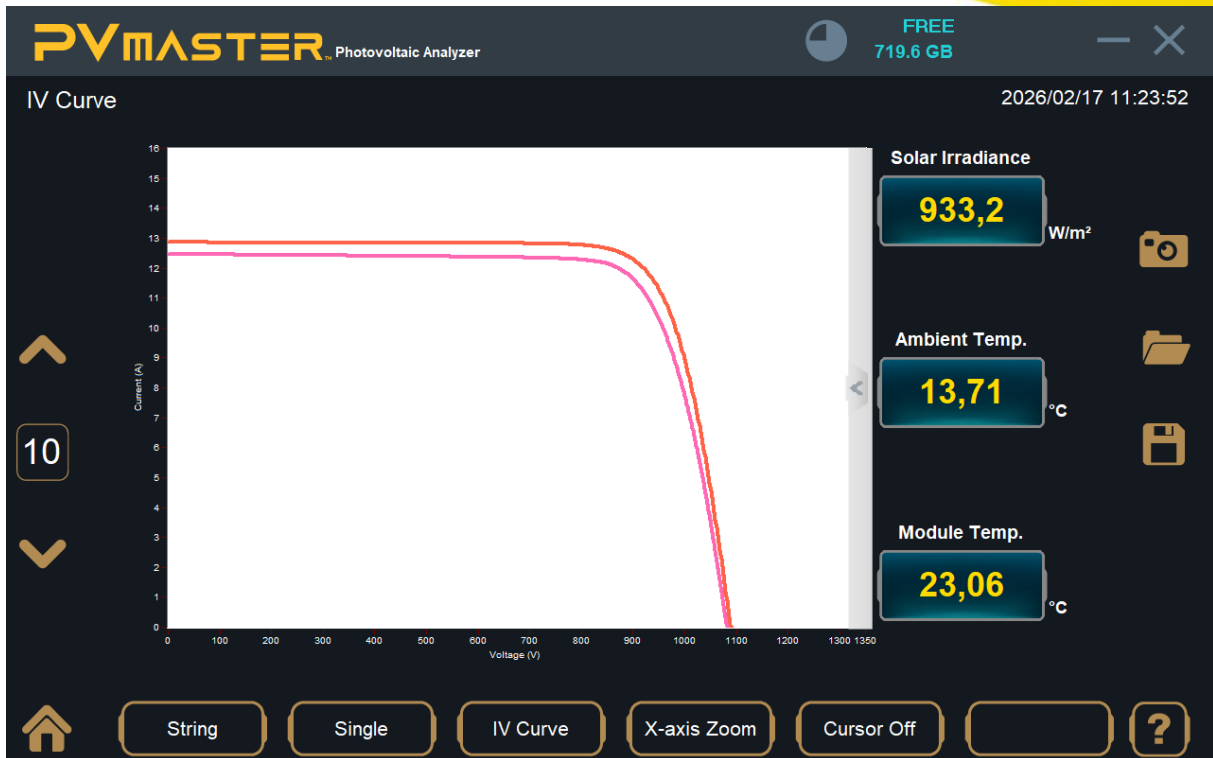 PVMASTER™ Photovoltaic Analyzer
FREE
719.6 GB
IV Curve
2026/02/17 11:23:52
16
15
14
13
12
11
10
9
8
7
6
5
4
3
2
1
0
Current (A)
0 100 200 300 400 500 600 700 800 900 1000 1100 1200 1300 1350
Voltage (V)
10
Solar Irradiance
933,2
W/m²
Ambient Temp.
13,71
°C
Module Temp.
23,06
°C
String Single IV Curve X-axis Zoom Cursor Off ?